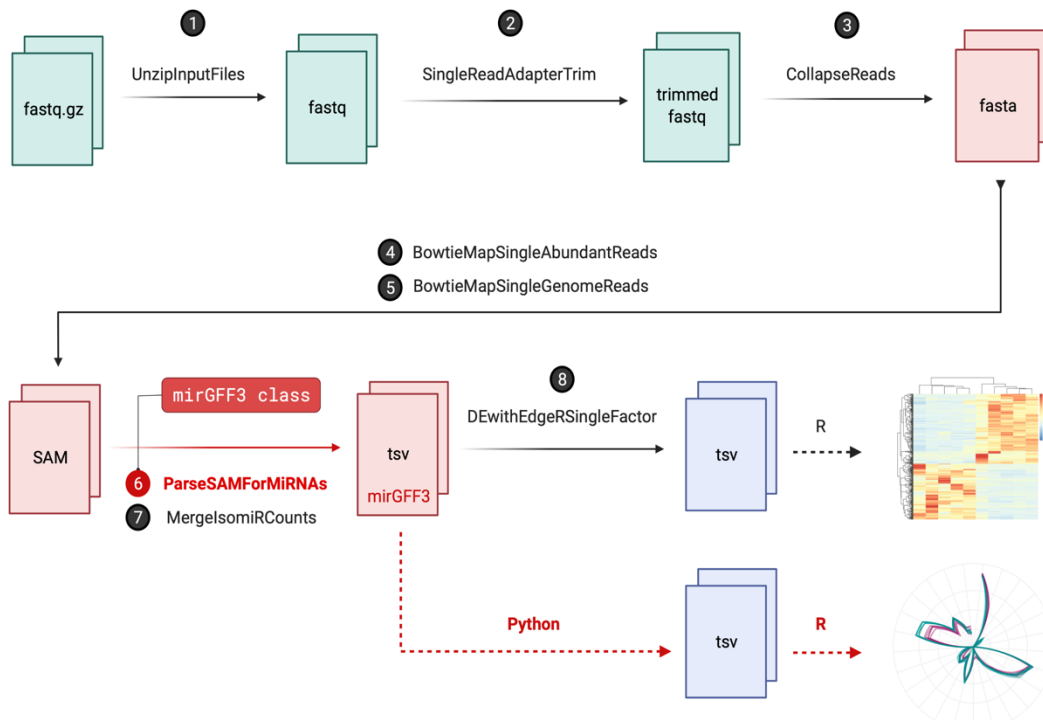 1
2
3
UnzipInputFiles
SingleReadAdapterTrim
CollapseReads
fastq.gz
fastq
trimmed
fastq
fasta
4 BowtieMapSingleAbundantReads
5 BowtieMapSingleGenomeReads
mirGFF3 class
8
DEwithEdgeRSingleFactor
R
SAM
tsv
mirGFF3
tsv
6 ParseSAMForMiRNAs
7 MergeIsomiRCounts
Python
R
tsv